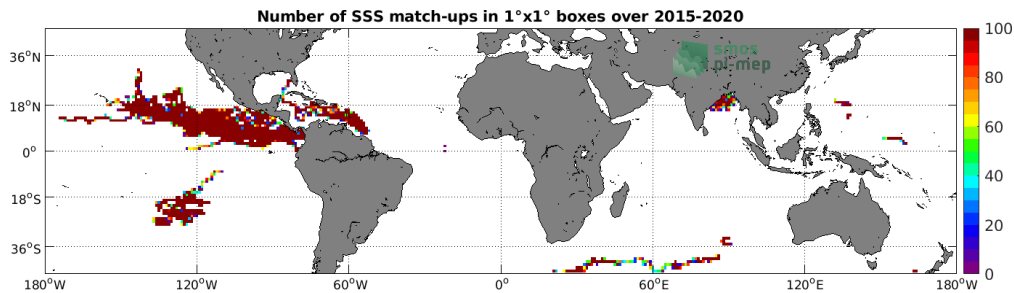 Number of SSS match-ups in 1°x1° boxes over 2015-2020
smos
pi-mep
36°N
18°N
0°
18°S
36°S
180°W
120°W
60°W
0°
60°E
120°E
180°W
100
80
60
40
20
0